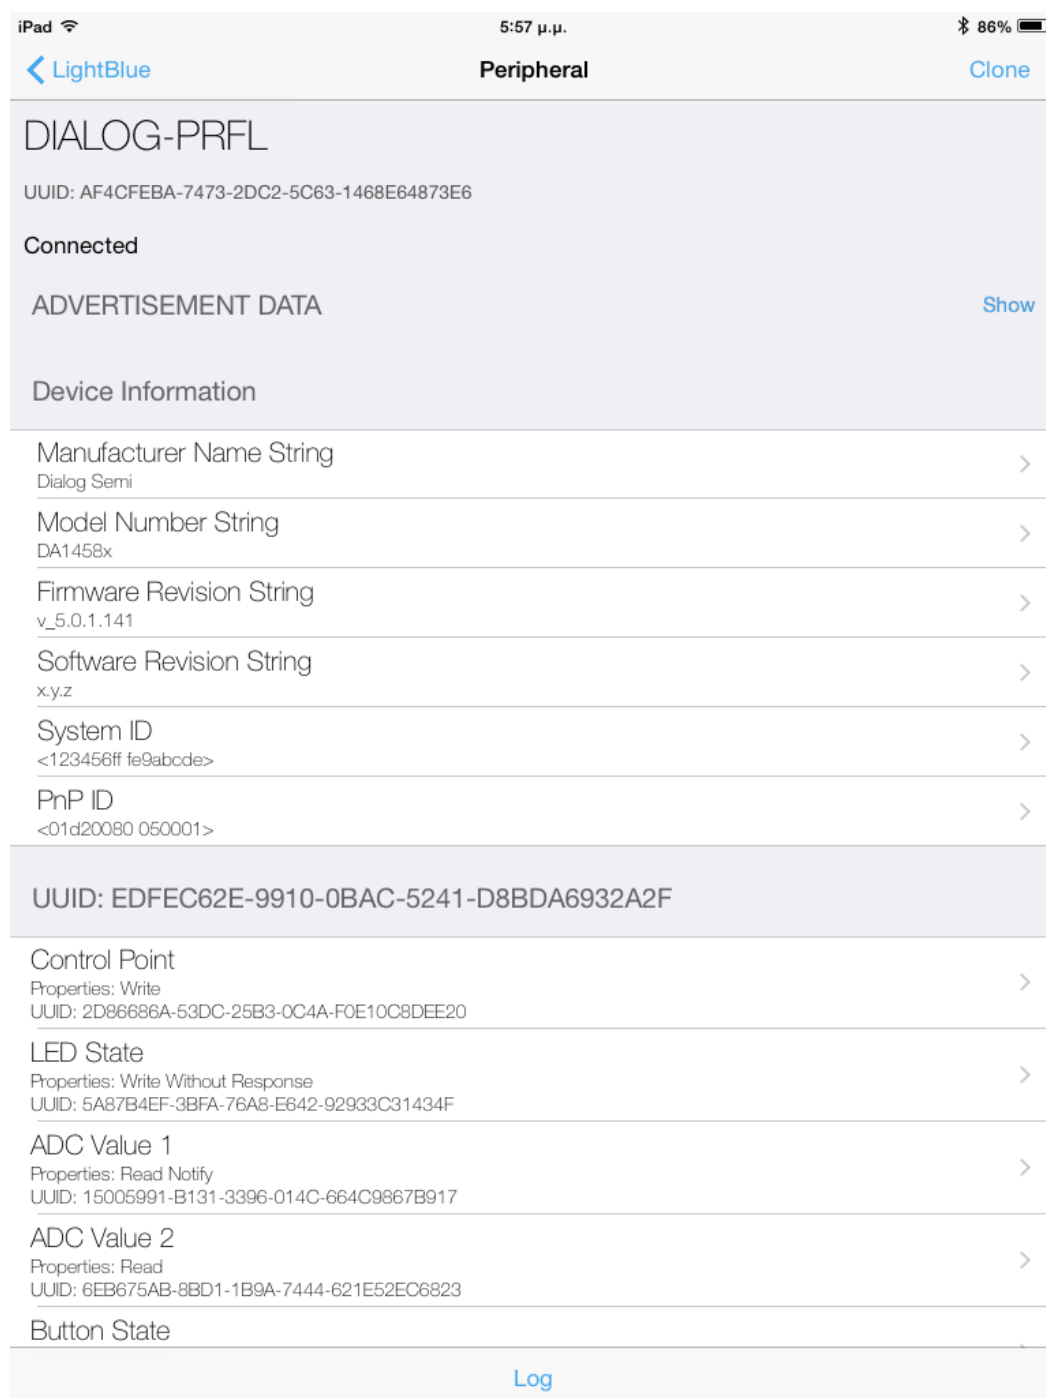 iPad 5:57 μ.μ. 86%
LightBlue Peripheral Clone
DIALOG-PRFL
UUID: AF4CFEBA-7473-2DC2-5C63-1468E64873E6
Connected
ADVERTISEMENT DATA Show
Device Information
Manufacturer Name String
Dialog Semi
Model Number String
DA1458x
Firmware Revision String
v_5.0.1.141
Software Revision String
x.y.z
System ID
<123456ff fe9abcde>
PnP ID
<01d20080 050001>
UUID: EDFEC62E-9910-0BAC-5241-D8BDA6932A2F
Control Point
Properties: Write
UUID: 2D86686A-53DC-25B3-0C4A-F0E10C8DEE20
LED State
Properties: Write Without Response
UUID: 5A87B4EF-3BFA-76A8-E642-92933C31434F
ADC Value 1
Properties: Read Notify
UUID: 15005991-B131-3396-014C-664C9867B917
ADC Value 2
Properties: Read
UUID: 6EB675AB-8BD1-1B9A-7444-621E52EC6823
Button State
Log